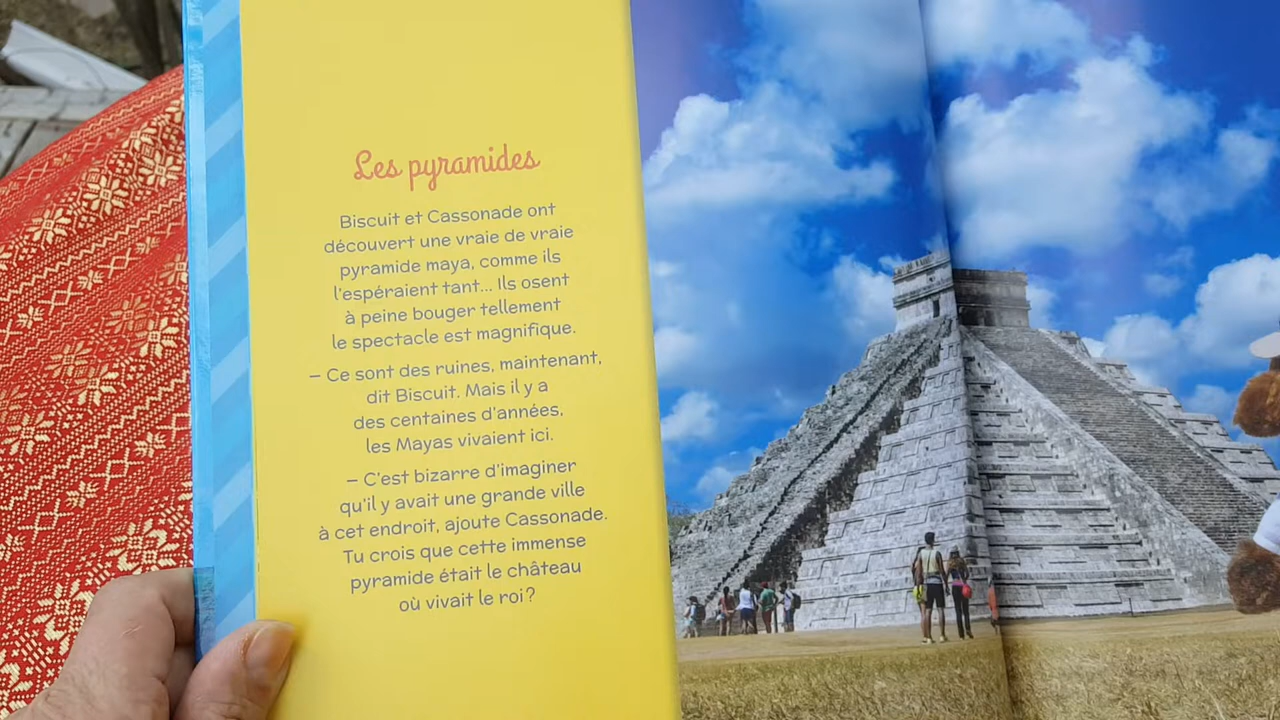 Les pyramides
Biscuit et Cassonade ont
découvert une vraie de vraie
pyramide maya, comme ils
l'espéraient tant... Ils osent
à peine bouger tellement
le spectacle est magnifique.
– Ce sont des ruines, maintenant,
dit Biscuit. Mais il y a
des centaines d'années,
les Mayas vivaient ici.
– C'est bizarre d'imaginer
qu'il y avait une grande ville
à cet endroit, ajoute Cassonade.
Tu crois que cette immense
pyramide était le château
où vivait le roi?